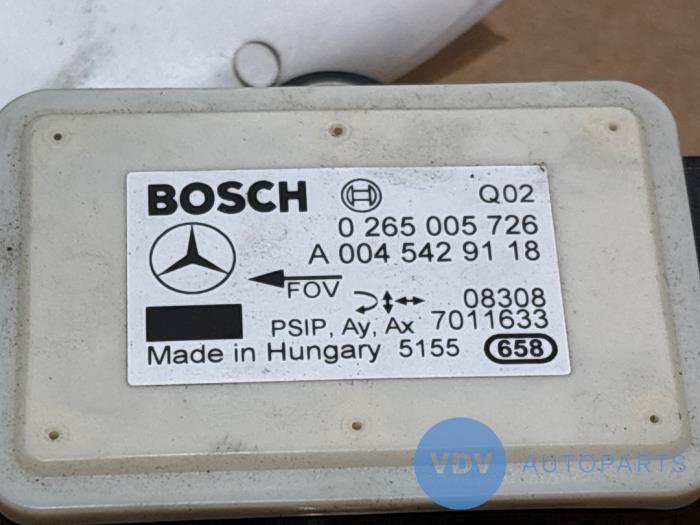 BOSCH Q02
0 265 005 726
A 004 542 91 18
FOV
08308
PSIP, Ay, Ax 7011633
Made in Hungary 5155 658
VDV AUTOPARTS